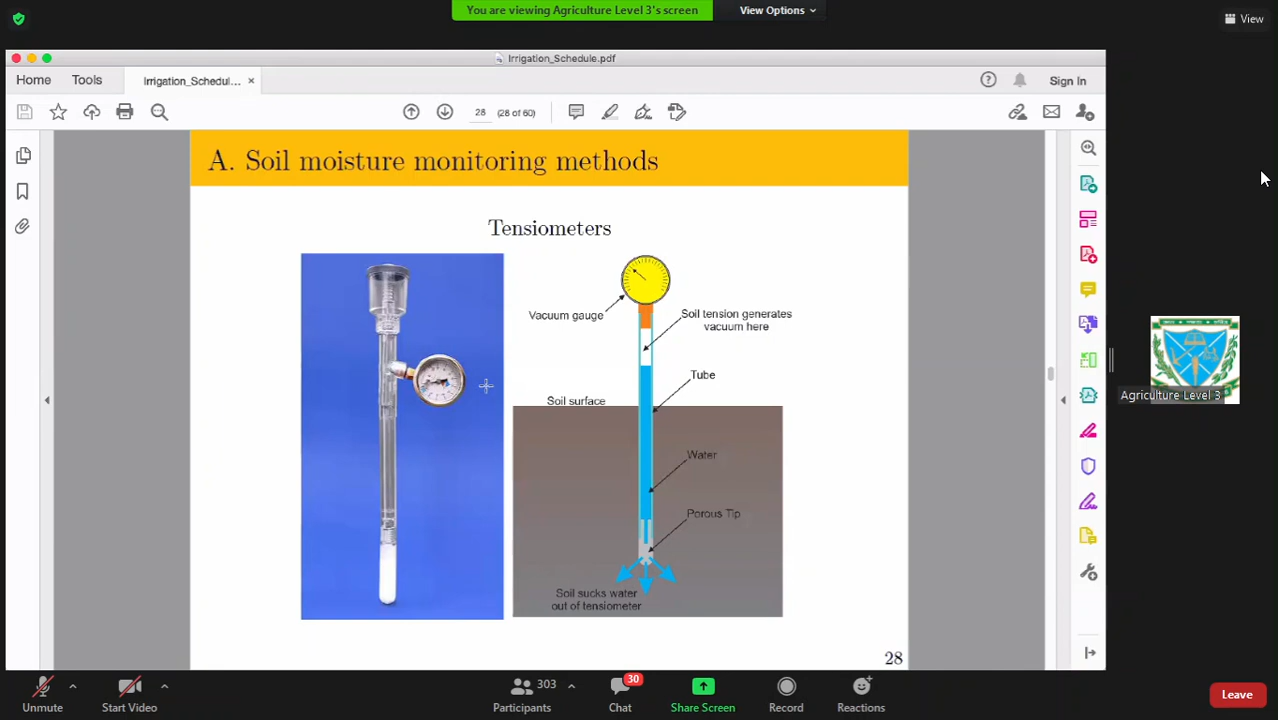 You are viewing Agriculture Level 3's screen
View Options
View
Irrigation_Schedule.pdf
Home
Tools
Irrigation_Schedul...
Sign In
28
(28 of 60)
A. Soil moisture monitoring methods
Tensiometers
Vacuum gauge
Soil tension generates
vacuum here
Tube
Soil surface
Water
Porous Tip
Soil sucks water
out of tensiometer
28
Agriculture Level 3
Unmute
Start Video
Participants
303
Chat
30
Share Screen
Record
Reactions
Leave